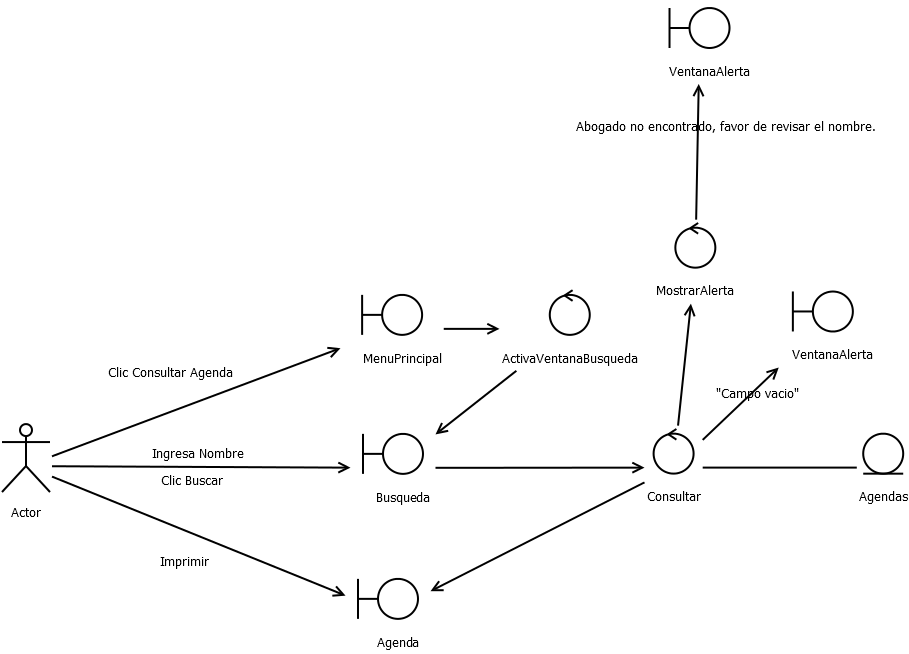 VentanaAlerta
Abogado no encontrado, favor de revisar el nombre.
MostrarAlerta
MenuPrincipal
ActivaVentanaBusqueda
VentanaAlerta
Clic Consultar Agenda
"Campo vacio"
Ingresa Nombre
Clic Buscar
Busqueda
Consultar
Agendas
Actor
Imprimir
Agenda